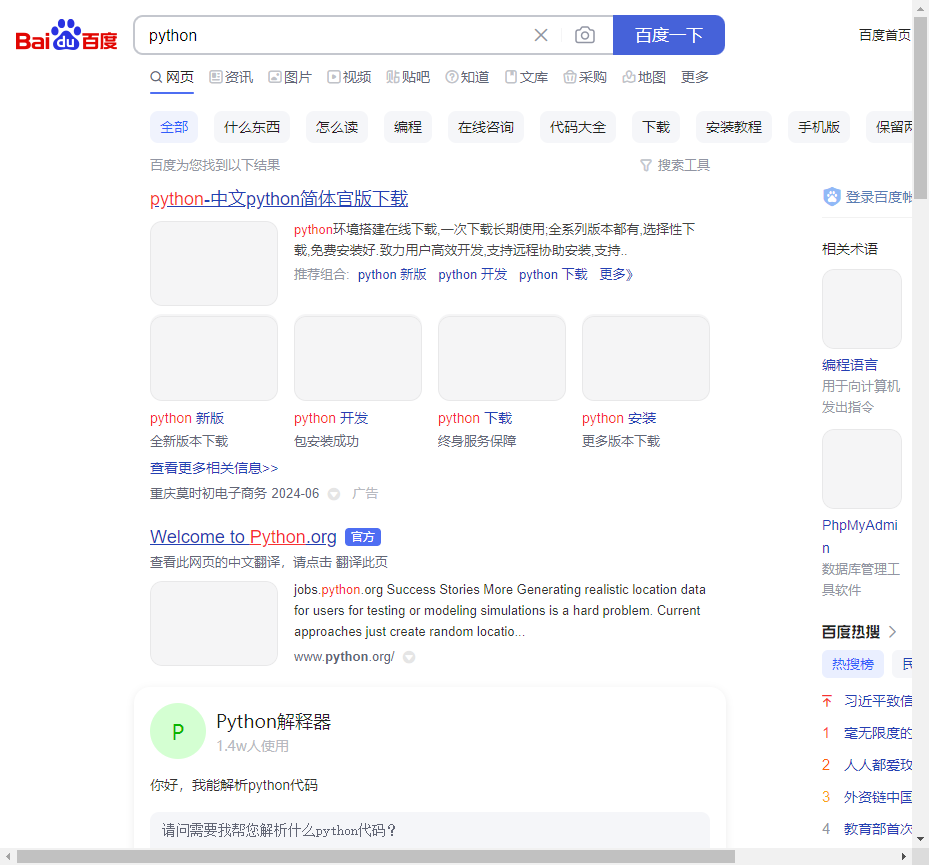 Bai du 百度
python
百度一下
百度首页
网页 资讯 图片 视频 贴吧 知道 文库 采购 地图 更多
全部 什么东西 怎么读 编程 在线咨询 代码大全 下载 安装教程 手机版 保留
百度为您找到以下结果
搜索工具
python-中文python简体官版下载
python环境搭建在线下载,一次下载长期使用;全系列版本都有,选择性下
载,免费安装好.致力用户高效开发,支持远程协助安装,支持..
推荐组合: python 新版 python 开发 python 下载 更多》
python 新版 python 开发 python 下载 python 安装
全新版本下载 包安装成功 终身服务保障 更多版本下载
查看更多相关信息>>
重庆莫时初电子商务 2024-06 广告
Welcome to Python.org 官方
查看此网页的中文翻译，请点击 翻译此页
jobs.python.org Success Stories More Generating realistic location data
for users for testing or modeling simulations is a hard problem. Current
approaches just create random locatio...
www.python.org/
P
Python解释器
1.4w人使用
你好，我能解析python代码
请问需要我帮您解析什么python代码？
登录百度帐
相关术语
编程语言
用于向计算机
发出指令
PhpMyAdmi
n
数据库管理工
具软件
百度热搜
热搜榜 民
习近平致信
1 毫无限度的
2 人人都爱玫
3 外资链中国
4 教育部首次